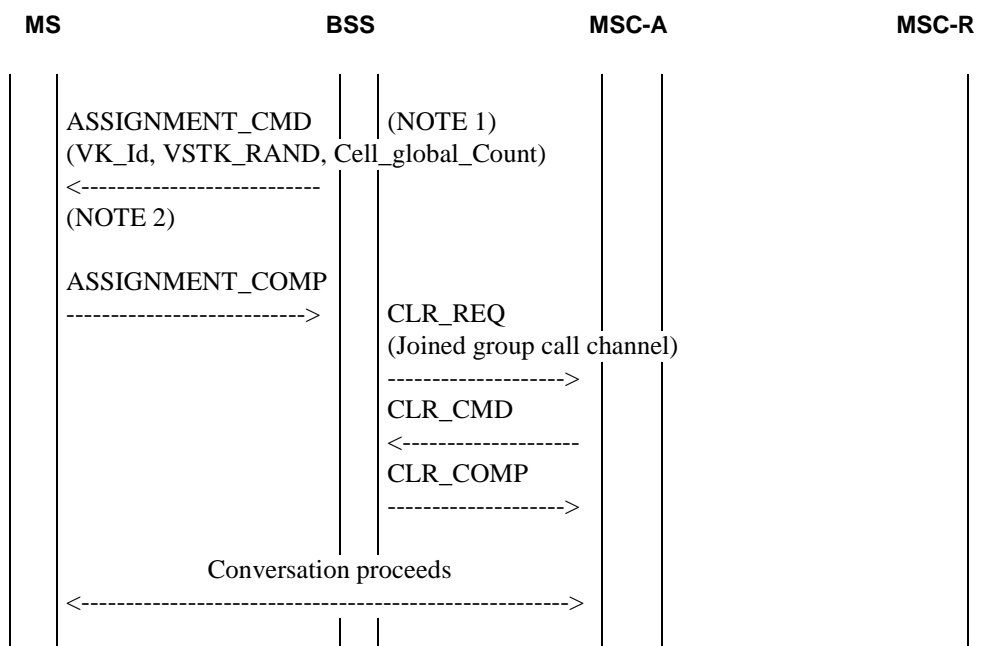 MS BSS MSC-A MSC-R
ASSIGNMENT_CMD (NOTE 1)
(VK_Id, VSTK_RAND, Cell_global_Count)
<---------------------------
(NOTE 2)
ASSIGNMENT_COMP
---------------------------> CLR_REQ
(Joined group call channel)
-------------------->
CLR_CMD
<--------------------
CLR_COMP
-------------------->
Conversation proceeds
<------------------------------------------------------->